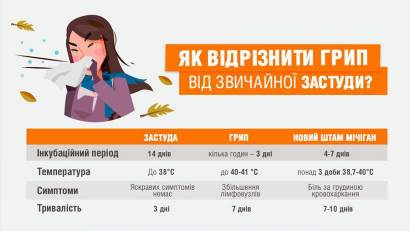 ЯК ВІДРІЗНИТИ ГРИП
ВІД ЗВИЧАЙНОЇ ЗАСТУДИ?
ЗАСТУДА ГРИП НОВИЙ ШТАМ МІЧІГАН
Інкубаційний період 14 днів кілька годин – 3 дні 4-7 днів
Температура До 38°С до 40-41 °С понад 3 доби 38,7-40°С
Симптоми Яскравих симптомів немає Збільшення лімфовузлів Біль за грудиною кровохаркання
Тривалість 3 дні 7 днів 7-10 днів